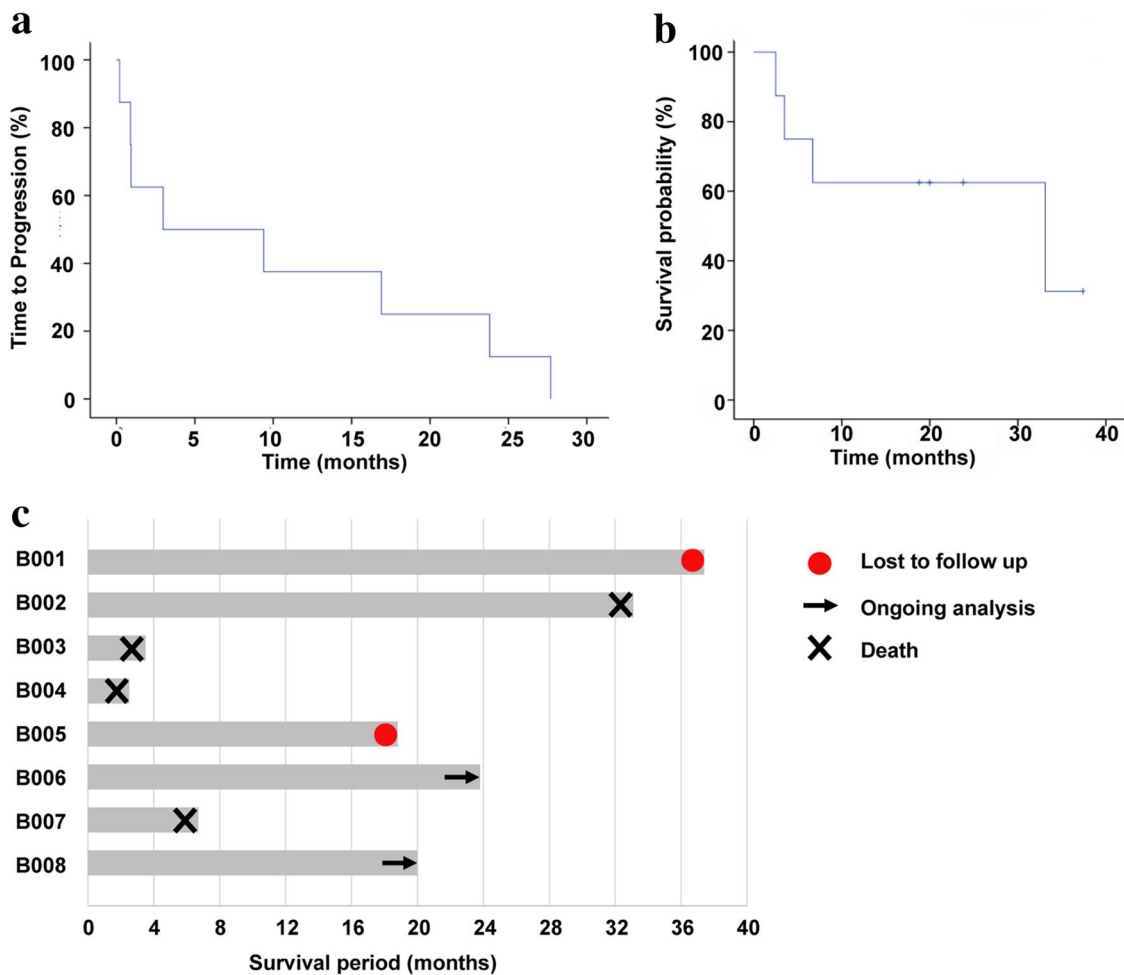 a
100
80
60
40
20
0
Time to Progression (%)
0 5 10 15 20 25 30
Time (months)
b
100
80
60
40
20
0
Survival probability (%)
0 10 20 30 40
Time (months)
c
B001
B002
B003
B004
B005
B006
B007
B008
0 4 8 12 16 20 24 28 32 36 40
Survival period (months)
Lost to follow up
Ongoing analysis
Death